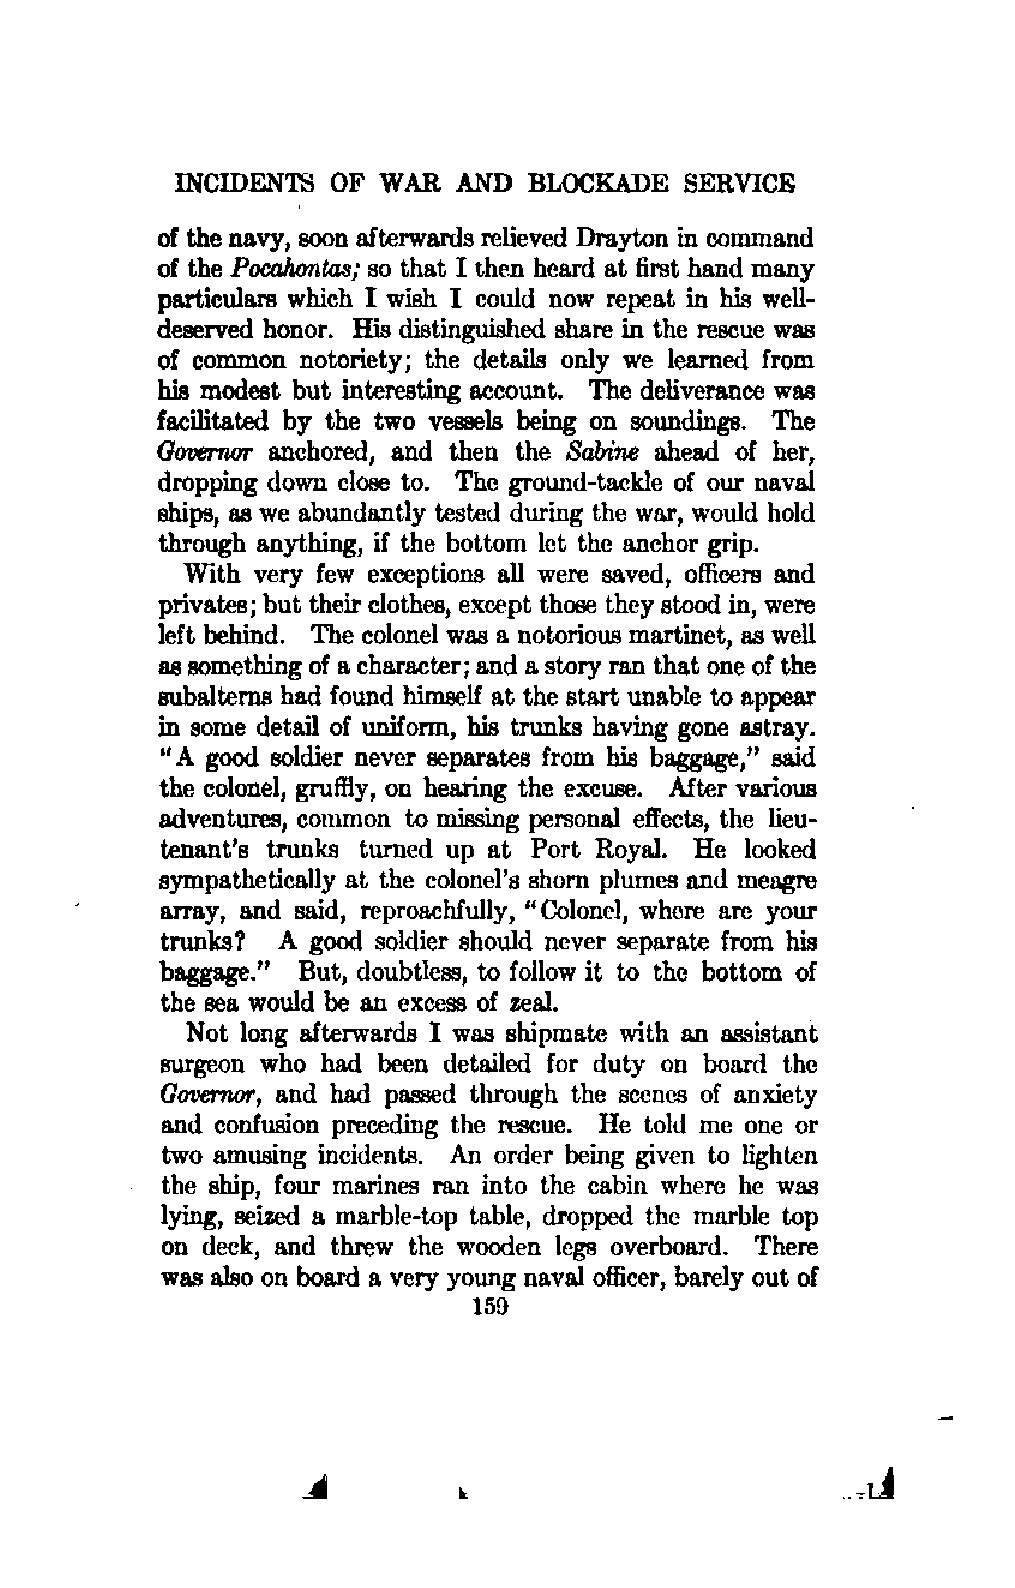 INCIDENTS OF WAR AND BLOCKADE SERVICE
of the navy, soon afterwards relieved Drayton in command
of the Pocahontas; so that I then heard at first hand many
particulars which I wish I could now repeat in his well-
deserved honor. His distinguished share in the rescue was
of common notoriety; the details only we learned from
his modest but interesting account. The deliverance was
facilitated by the two vessels being on soundings. The
Governor anchored, and then the Sabine ahead of her,
dropping down close to. The ground-tackle of our naval
ships, as we abundantly tested during the war, would hold
through anything, if the bottom let the anchor grip.
With very few exceptions all were saved, officers and
privates; but their clothes, except those they stood in, were
left behind. The colonel was a notorious martinet, as well
as something of a character; and a story ran that one of the
subalterns had found himself at the start unable to appear
in some detail of uniform, his trunks having gone astray.
"A good soldier never separates from his baggage," said
the colonel, gruffly, on hearing the excuse. After various
adventures, common to missing personal effects, the lieu-
tenant's trunks turned up at Port Royal. He looked
sympathetically at the colonel's shorn plumes and meagre
array, and said, reproachfully, "Colonel, where are your
trunks? A good soldier should never separate from his
baggage." But, doubtless, to follow it to the bottom of
the sea would be an excess of zeal.
Not long afterwards I was shipmate with an assistant
surgeon who had been detailed for duty on board the
Governor, and had passed through the scenes of anxiety
and confusion preceding the rescue. He told me one or
two amusing incidents. An order being given to lighten
the ship, four marines ran into the cabin where he was
lying, seized a marble-top table, dropped the marble top
on deck, and threw the wooden legs overboard. There
was also on board a very young naval officer, barely out of
159